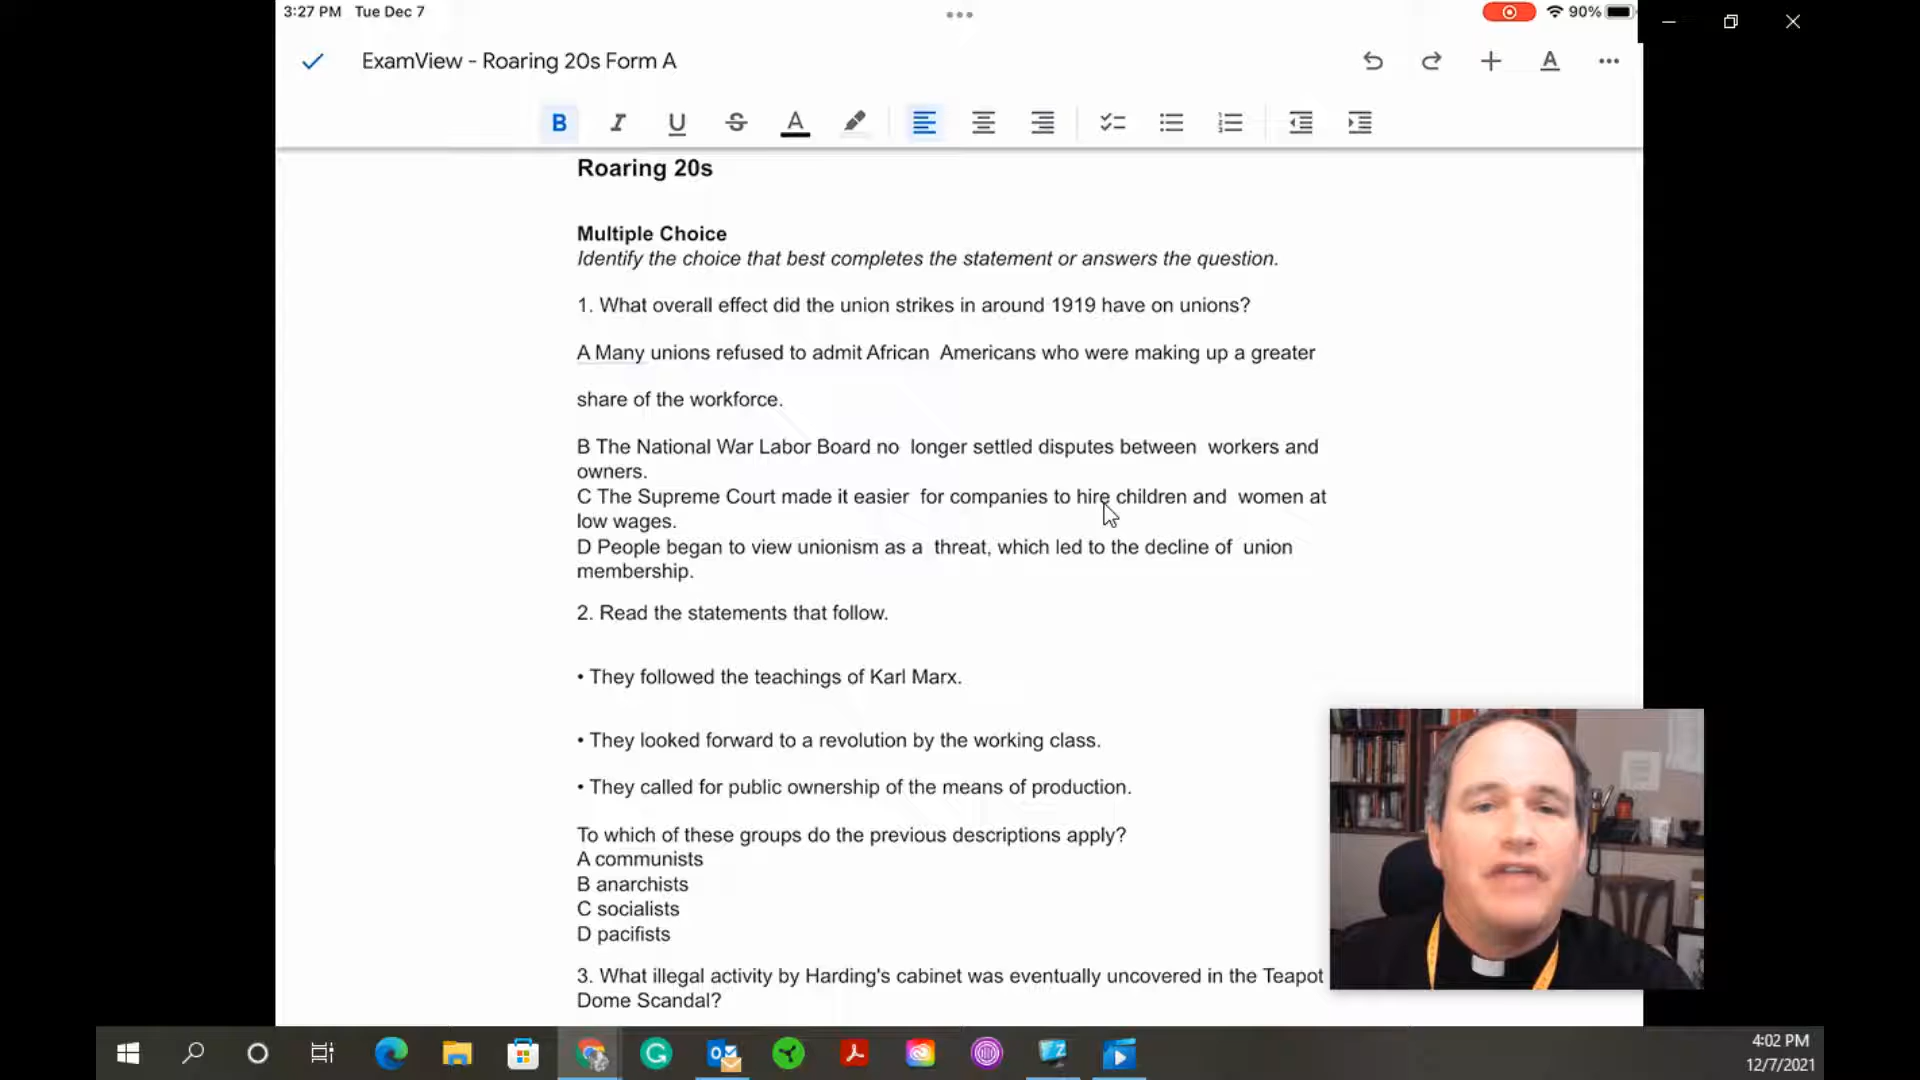 3:27 PM Tue Dec 7
90%
ExamView - Roaring 20s Form A
B I U S A
Roaring 20s
Multiple Choice
Identify the choice that best completes the statement or answers the question.
1. What overall effect did the union strikes in around 1919 have on unions?
A Many unions refused to admit African Americans who were making up a greater
share of the workforce.
B The National War Labor Board no longer settled disputes between workers and
owners.
C The Supreme Court made it easier for companies to hire children and women at
low wages.
D People began to view unionism as a threat, which led to the decline of union
membership.
2. Read the statements that follow.
• They followed the teachings of Karl Marx.
• They looked forward to a revolution by the working class.
• They called for public ownership of the means of production.
To which of these groups do the previous descriptions apply?
A communists
B anarchists
C socialists
D pacifists
3. What illegal activity by Harding's cabinet was eventually uncovered in the Teapot
Dome Scandal?
4:02 PM
12/7/2021